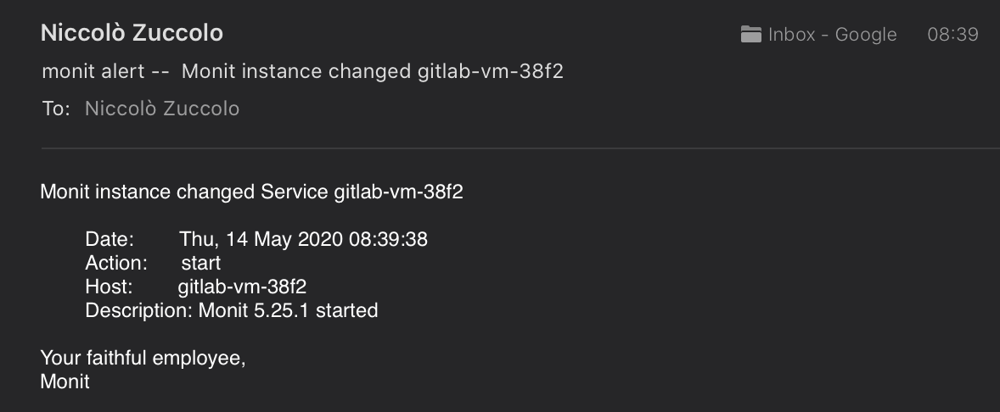 Niccolò Zuccolo
Inbox - Google 08:39
monit alert -- Monit instance changed gitlab-vm-38f2
To: Niccolò Zuccolo
Monit instance changed Service gitlab-vm-38f2
Date: Thu, 14 May 2020 08:39:38
Action: start
Host: gitlab-vm-38f2
Description: Monit 5.25.1 started
Your faithful employee,
Monit